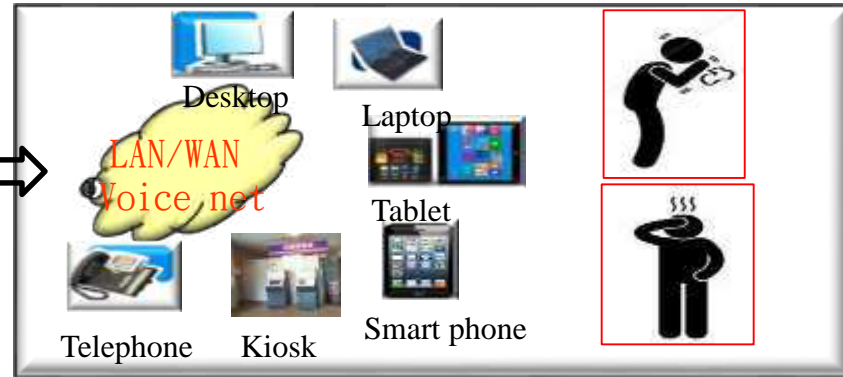 Desktop
Laptop
LAN/WAN
Voice net
Tablet
Smart phone
Telephone
Kiosk